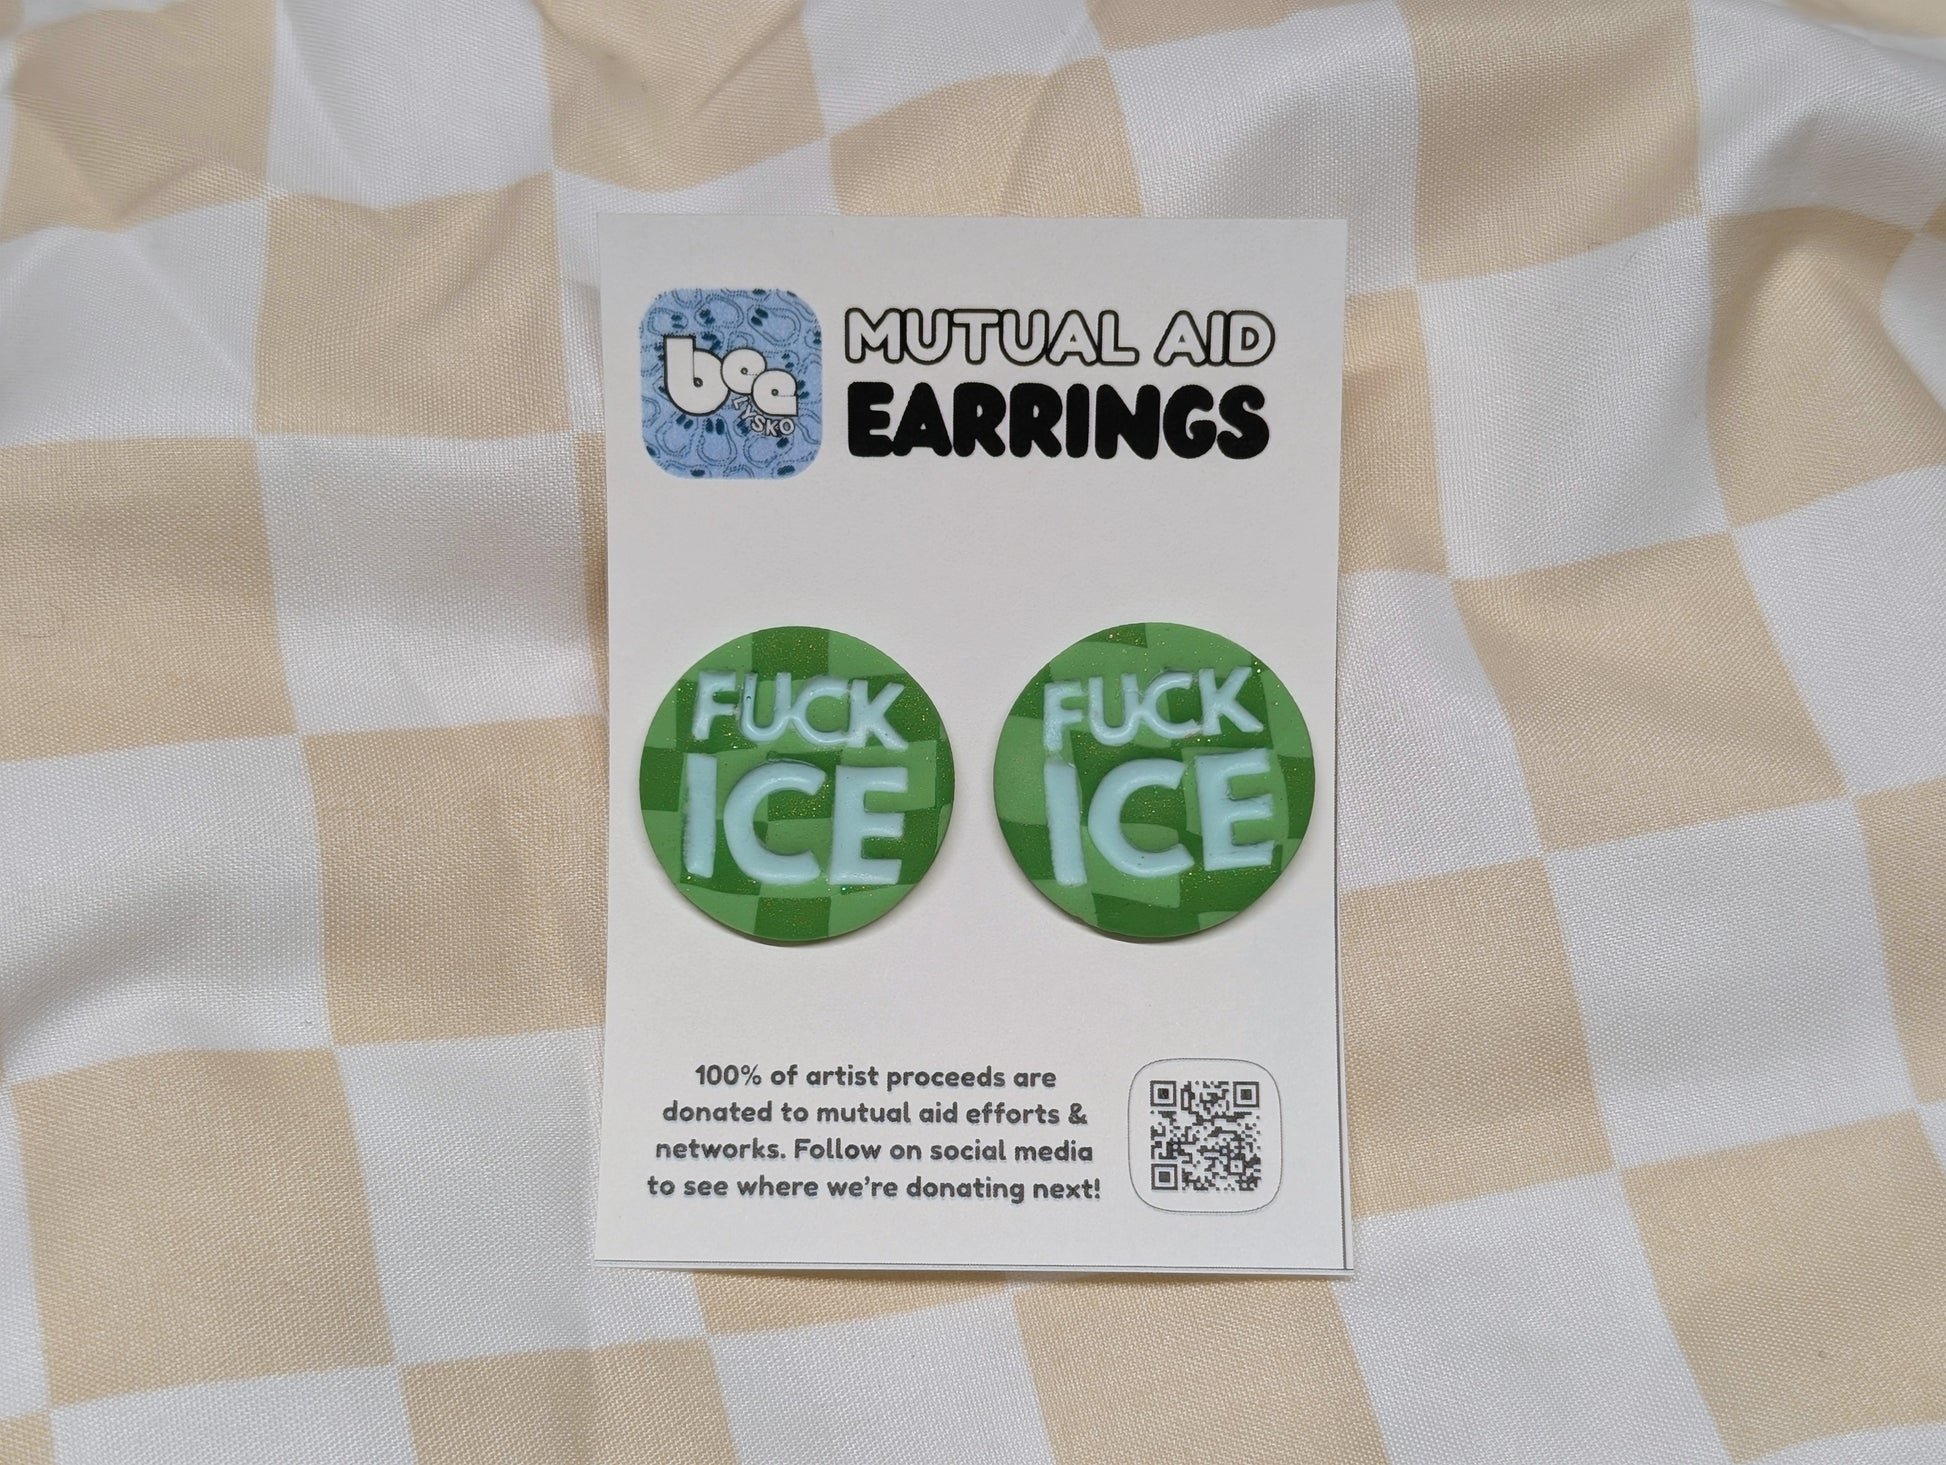 bee
LYSKO
MUTUAL AID
EARRINGS
FUCK
ICE
FUCK
ICE
100% of artist proceeds are
donated to mutual aid efforts &
networks. Follow on social media
to see where we're donating next!